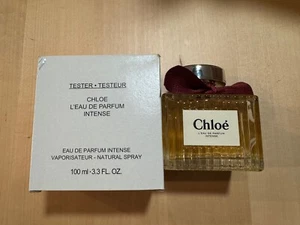 TESTER • TESTEUR
CHLOE
L'EAU DE PARFUM
INTENSE
EAU DE PARFUM INTENSE
VAPORISATEUR - NATURAL SPRAY
100 ml - 3.3 FL. OZ.
Chloé
L'EAU DE PARFUM
INTENSE